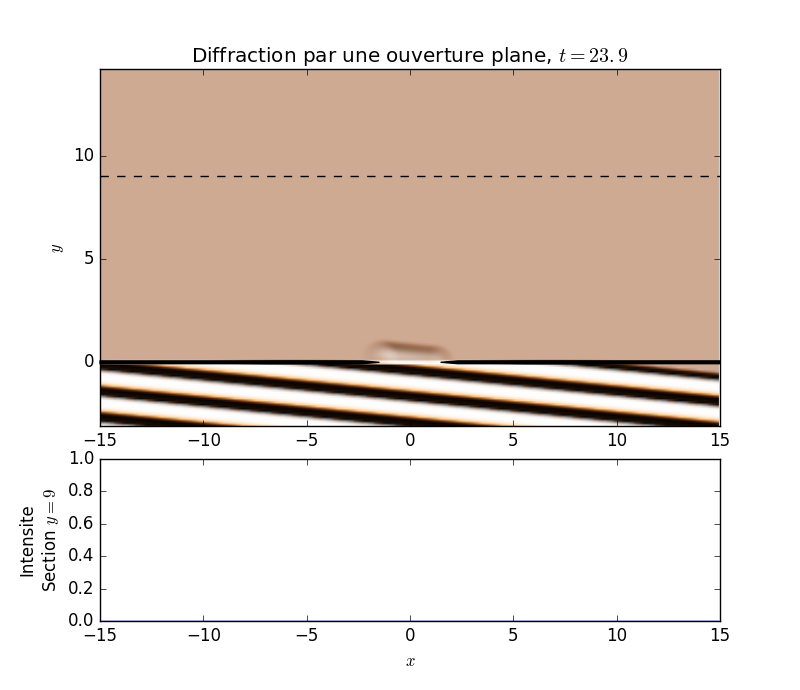 Diffraction par une ouverture plane, t = 23.9
10
5
0
y
−15 −10 −5 0 5 10 15
1.0
0.8
0.6
0.4
0.2
0.0
Intensite
Section y = 9
−15 −10 −5 0 5 10 15
x